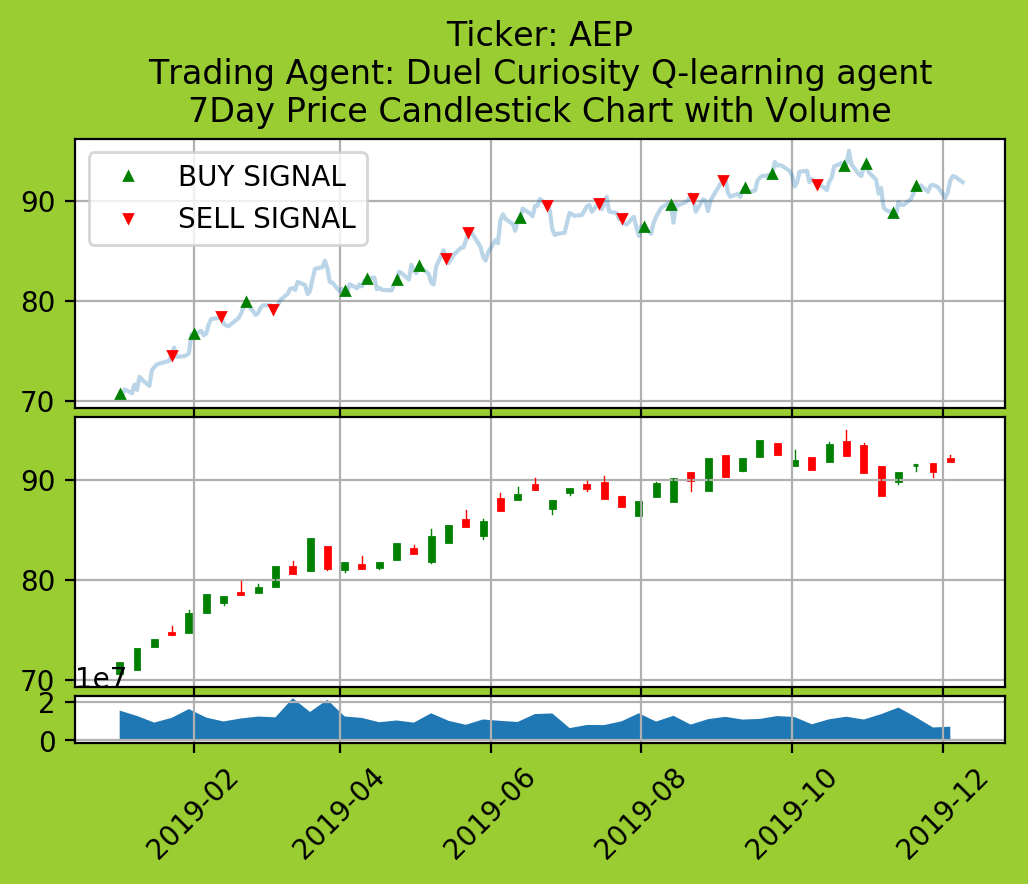 Ticker: AEP
Trading Agent: Duel Curiosity Q-learning agent
7Day Price Candlestick Chart with Volume
BUY SIGNAL
SELL SIGNAL
90
80
70
90
80
70
1e7
2
0
2019-02
2019-04
2019-06
2019-08
2019-10
2019-12